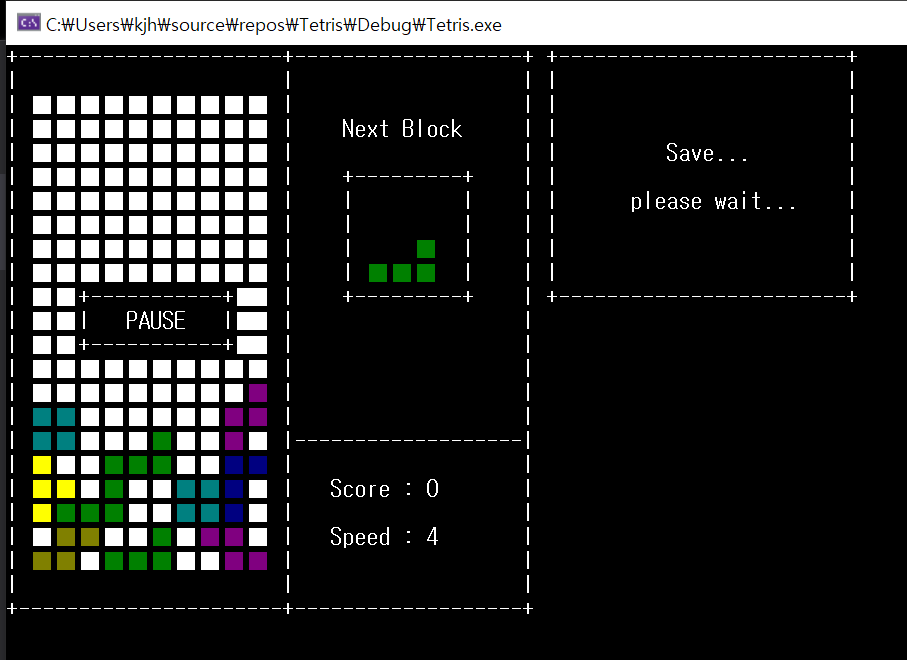 C:₩Users₩kjh₩source₩repos₩Tetris₩Debug₩Tetris.exe
Next Block
Save...
please wait...
PAUSE
Score : 0
Speed : 4